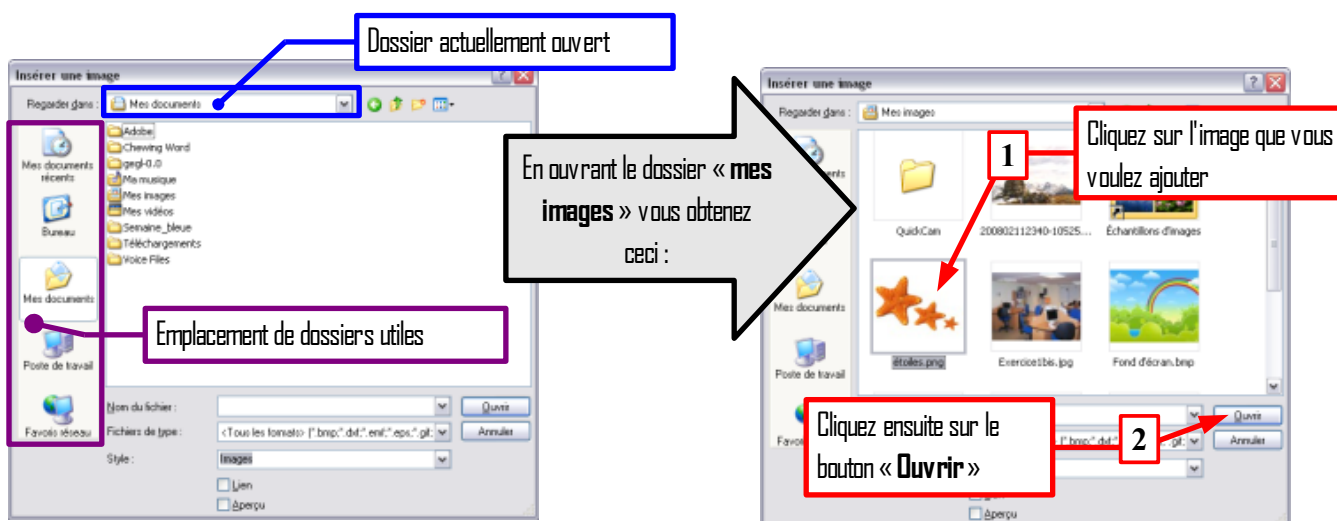 Dossier actuellement ouvert
Insérer une image
Regarder dans :
Mes documents
Adobe
Chewing Word
gegl-0.0
Ma musique
Mes images
Mes vidéos
Semaine_bleue
Téléchargements
Voice Files
Mes documents
récents
Bureau
Mes documents
Poste de travail
Favoris réseau
Emplacement de dossiers utiles
Nom du fichier :
Ouvrir
Fichiers de type :
<Tous les formats> (*.bmp;*.dxf;*.emf;*.eps;*.gif;
Annuler
Style :
Images
Lien
Aperçu
En ouvrant le dossier « mes
images » vous obtenez
ceci :
Insérer une image
Regarder dans :
Mes images
1
Cliquez sur l'image que vous
voulez ajouter
QuickCam
200802112340-10525...
Échantillons d'images
Mes documents
étoiles.png
Exercice1bis.jpg
Fond d'écran.bmp
Poste de travail
Cliquez ensuite sur le
bouton « Ouvrir »
2
Ouvrir
Annuler
Aperçu